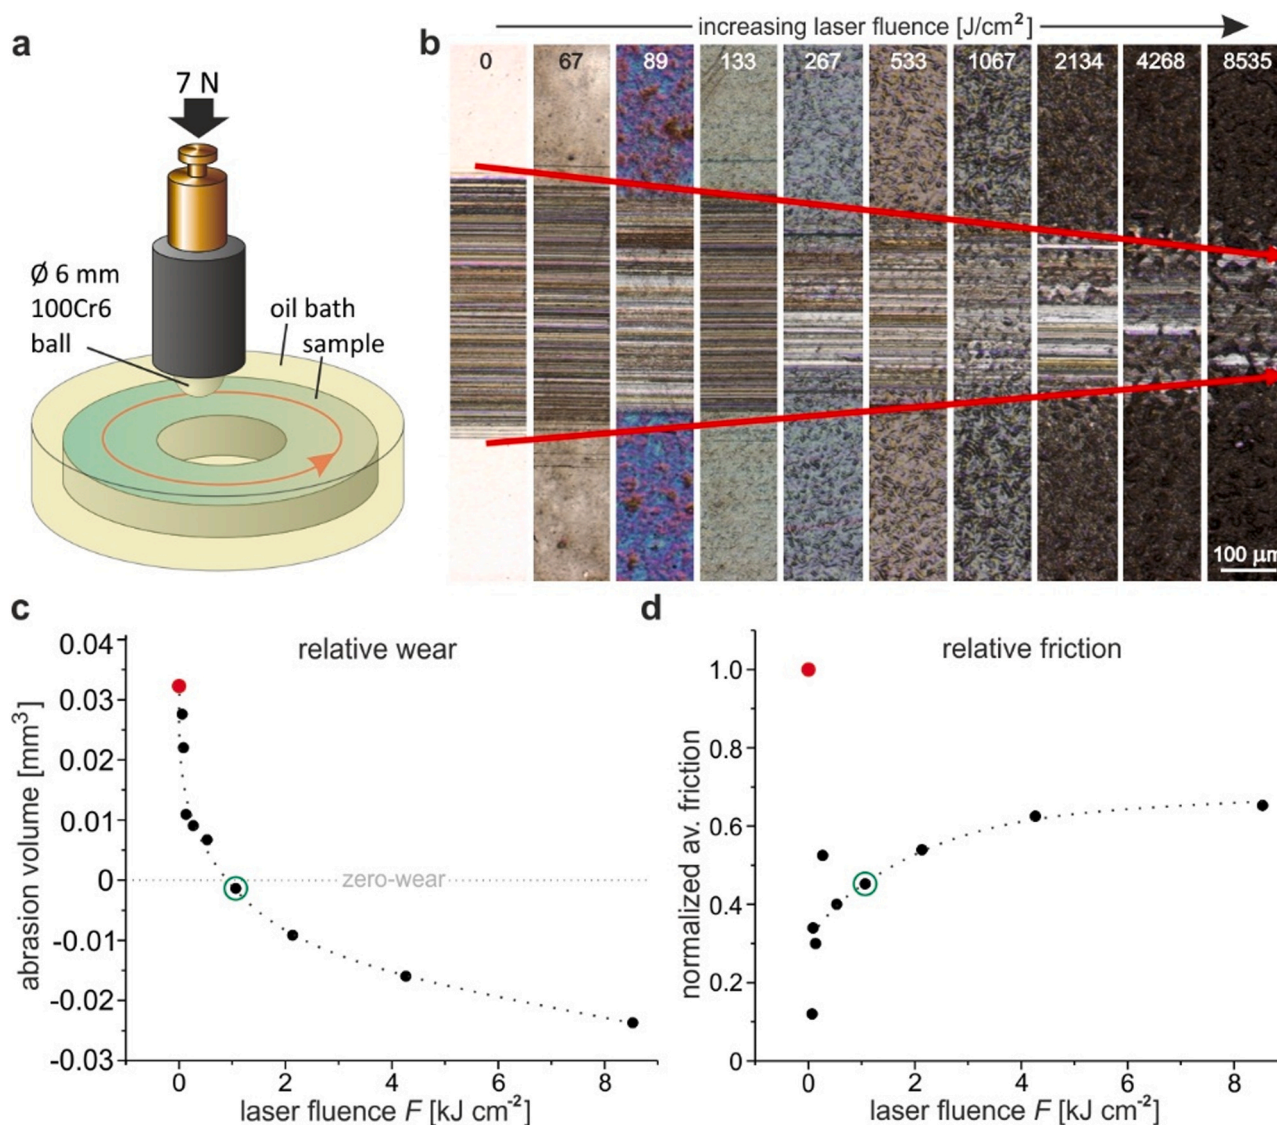 a
7 N
Ø 6 mm
100Cr6
ball
oil bath
sample
b
increasing laser fluence [J/cm²]
0 67 89 133 267 533 1067 2134 4268 8535
100 µm
c
relative wear
abrasion volume [mm³]
0.04
0.03
0.02
0.01
0
-0.01
-0.02
-0.03
zero-wear
0 2 4 6 8
laser fluence F [kJ cm⁻²]
d
relative friction
normalized av. friction
1.0
0.8
0.6
0.4
0.2
0
0 2 4 6 8
laser fluence F [kJ cm⁻²]